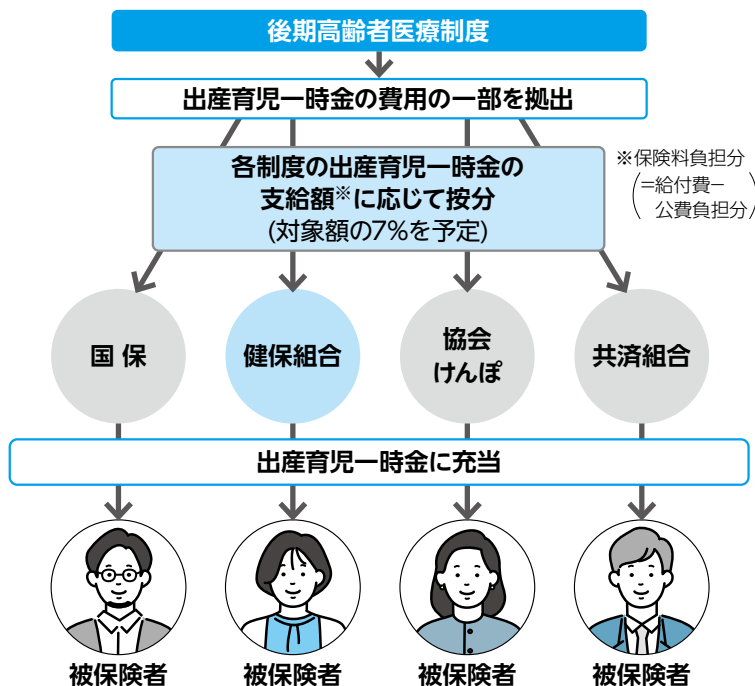 後期高齢者医療制度
出産育児一時金の費用の一部を拠出
各制度の出産育児一時金の
支給額※に応じて按分
(対象額の7%を予定)
※保険料負担分
(=給付費−
公費負担分)
国 保
健保組合
協会
けんぽ
共済組合
出産育児一時金に充当
被保険者
被保険者
被保険者
被保険者